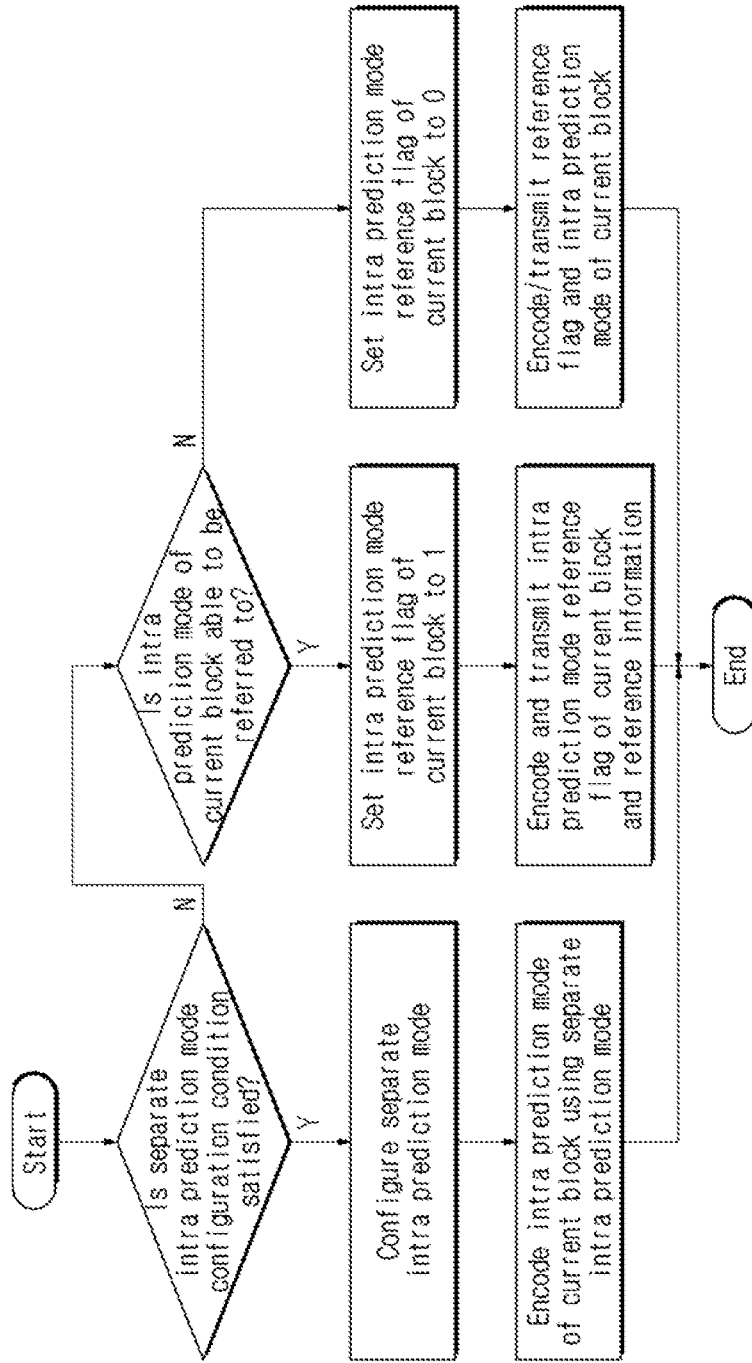 Start
Is separate
intra prediction mode
configuration condition
satisfied?
Y
N
Configure separate
intra prediction mode
Encode intra prediction mode
of current block using separate
intra prediction mode
Is intra
prediction mode of
current block able to be
referred to?
Y
N
Set intra prediction mode
reference flag of
current block to 1
Encode and transmit intra
prediction mode reference
flag of current block
and reference information
Set intra prediction mode
reference flag of
current block to 0
Encode/transmit reference
flag and intra prediction
mode of current block
End